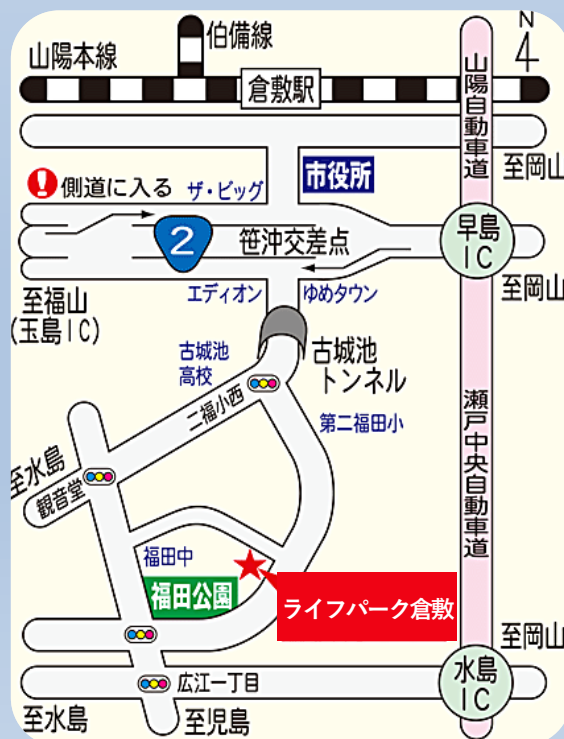 伯備線
N
4
山陽本線
倉敷駅
山陽自動車道
至岡山
市役所
!
側道に入る
ザ・ビッグ
2
笹沖交差点
早島
IC
至福山
(玉島IC)
エディオン
ゆめタウン
至岡山
古城池
高校
古城池
トンネル
二福小西
第二福田小
瀬戸中央自動車道
至水島
観音堂
福田中
福田公園
ライフパーク倉敷
至岡山
広江一丁目
水島
IC
至水島
至児島